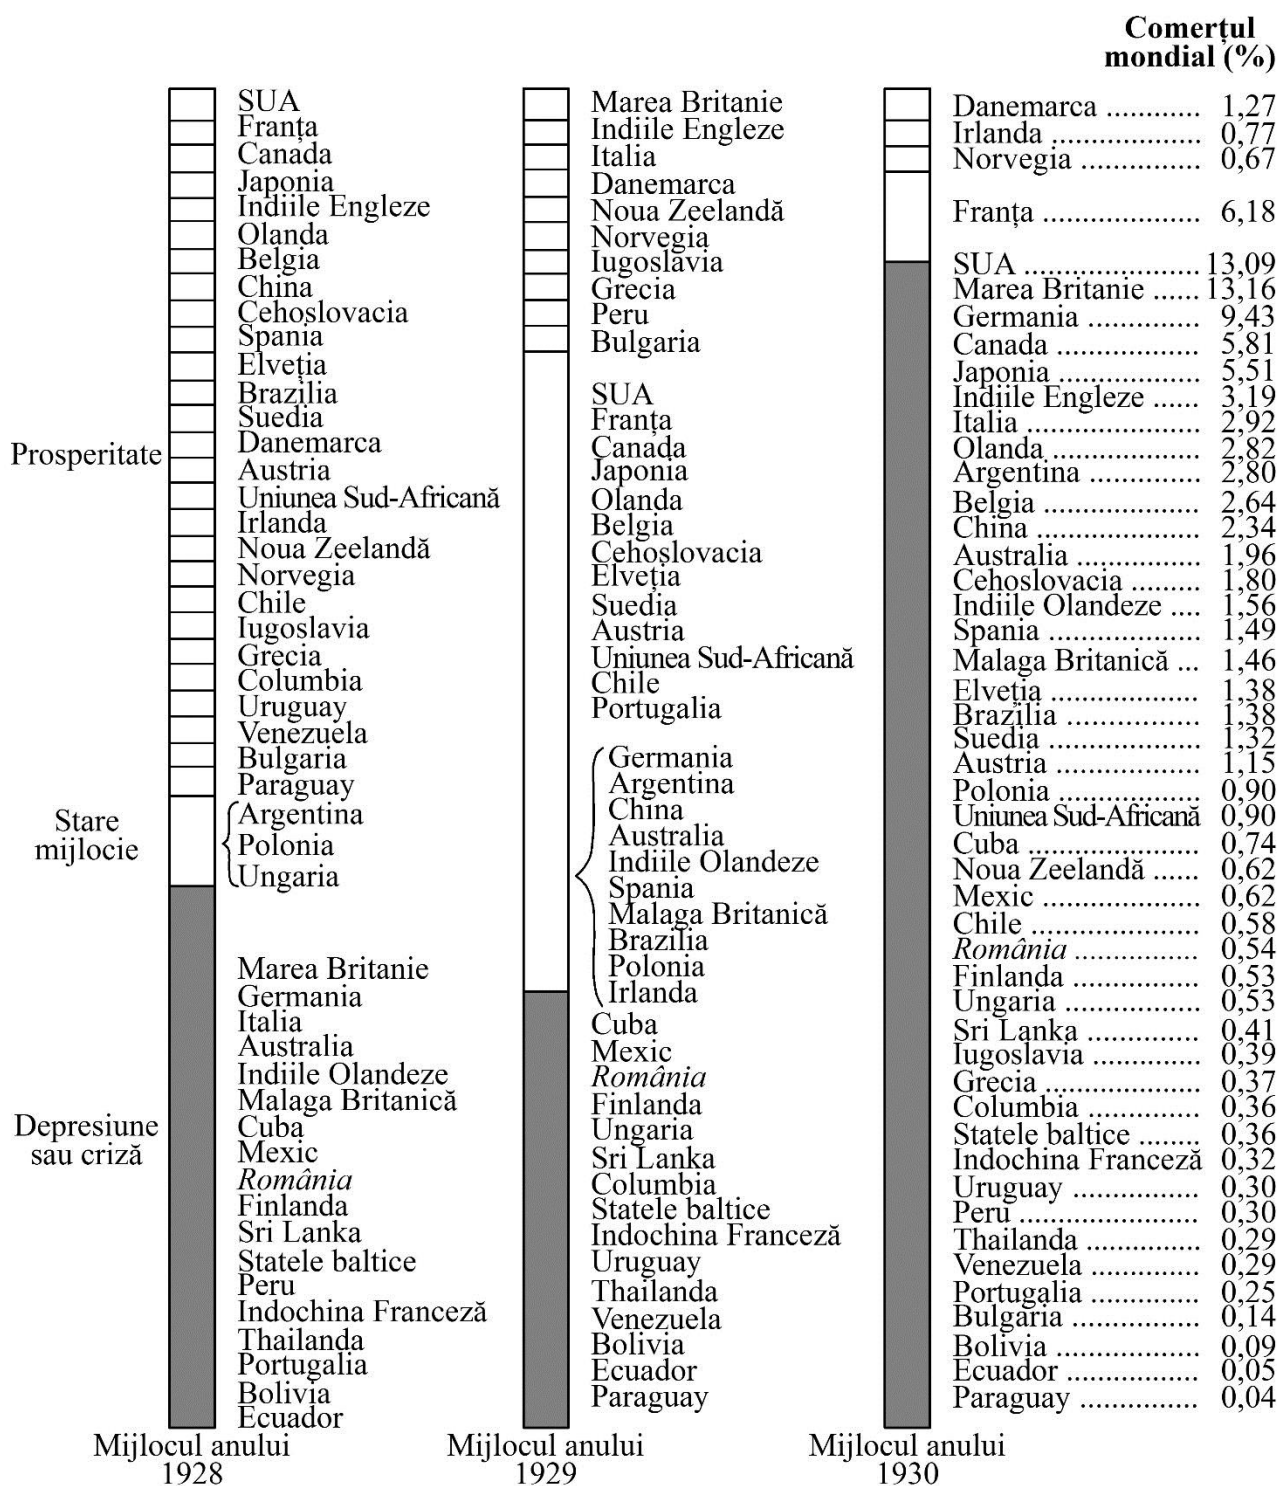 Comerțul
mondial (%)
SUA
Franța
Canada
Japonia
Indiile Engleze
Olanda
Belgia
China
Cehoslovacia
Spania
Elveția
Brazilia
Suedia
Danemarca
Prosperitate
Austria
Uniunea Sud-Africană
Irlanda
Noua Zeelandă
Norvegia
Chile
Iugoslavia
Grecia
Columbia
Uruguay
Venezuela
Bulgaria
Paraguay
Stare
mijlocie
Argentina
Polonia
Ungaria
Depresiune
sau criză
Marea Britanie
Germania
Italia
Australia
Indiile Olandeze
Malaga Britanică
Cuba
Mexic
România
Finlanda
Sri Lanka
Statele baltice
Peru
Indochina Franceză
Thailanda
Portugalia
Bolivia
Ecuador
Mijlocul anului
1928
Marea Britanie
Indiile Engleze
Italia
Danemarca
Noua Zeelandă
Norvegia
Iugoslavia
Grecia
Peru
Bulgaria
SUA
Franța
Canada
Japonia
Olanda
Belgia
Cehoslovacia
Elveția
Suedia
Austria
Uniunea Sud-Africană
Chile
Portugalia
Germania
Argentina
China
Australia
Indiile Olandeze
Spania
Malaga Britanică
Brazilia
Polonia
Irlanda
Cuba
Mexic
România
Finlanda
Ungaria
Sri Lanka
Columbia
Statele baltice
Indochina Franceză
Uruguay
Thailanda
Venezuela
Bolivia
Ecuador
Paraguay
Mijlocul anului
1929
Danemarca ............ 1,27
Irlanda .................... 0,77
Norvegia ............... 0,67
Franța ..................... 6,18
SUA ...................... 13,09
Marea Britanie ...... 13,16
Germania .............. 9,43
Canada ................... 5,81
Japonia ................... 5,51
Indiile Engleze ...... 3,19
Italia ....................... 2,92
Olanda .................... 2,82
Argentina ............... 2,80
Belgia ..................... 2,64
China ...................... 2,34
Australia ................ 1,96
Cehoslovacia ......... 1,80
Indiile Olandeze .... 1,56
Spania .................... 1,49
Malaga Britanică ... 1,46
Elveția .................... 1,38
Brazilia .................. 1,38
Suedia .................... 1,32
Austria ................... 1,15
Polonia ................... 0,90
Uniunea Sud-Africană 0,90
Cuba ....................... 0,74
Noua Zeelandă ...... 0,62
Mexic ..................... 0,62
Chile ....................... 0,58
România ................ 0,54
Finlanda ................. 0,53
Ungaria .................. 0,53
Sri Lanka ............... 0,41
Iugoslavia .............. 0,39
Grecia ..................... 0,37
Columbia ............... 0,36
Statele baltice ........ 0,36
Indochina Franceză 0,32
Uruguay ................ 0,30
Peru ........................ 0,30
Thailanda ............... 0,29
Venezuela .............. 0,29
Portugalia ............... 0,25
Bulgaria ................. 0,14
Bolivia ................... 0,09
Ecuador .................. 0,05
Paraguay ............... 0,04
Mijlocul anului
1930